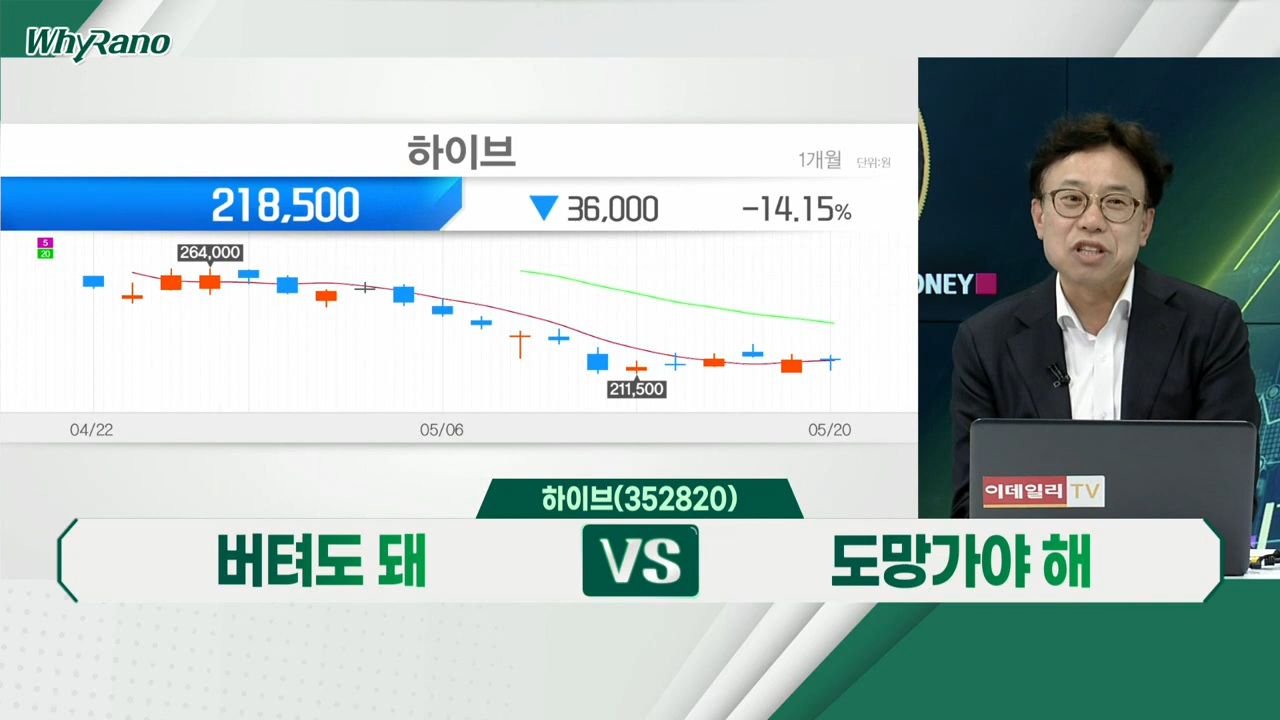 WhyRano
하이브
1개월 단위:원
218,500 ▼ 36,000 -14.15%
5
20
264,000
211,500
04/22 05/06 05/20
ONEY
이데일리 TV
하이브(352820)
버텨도 돼 VS 도망가야 해